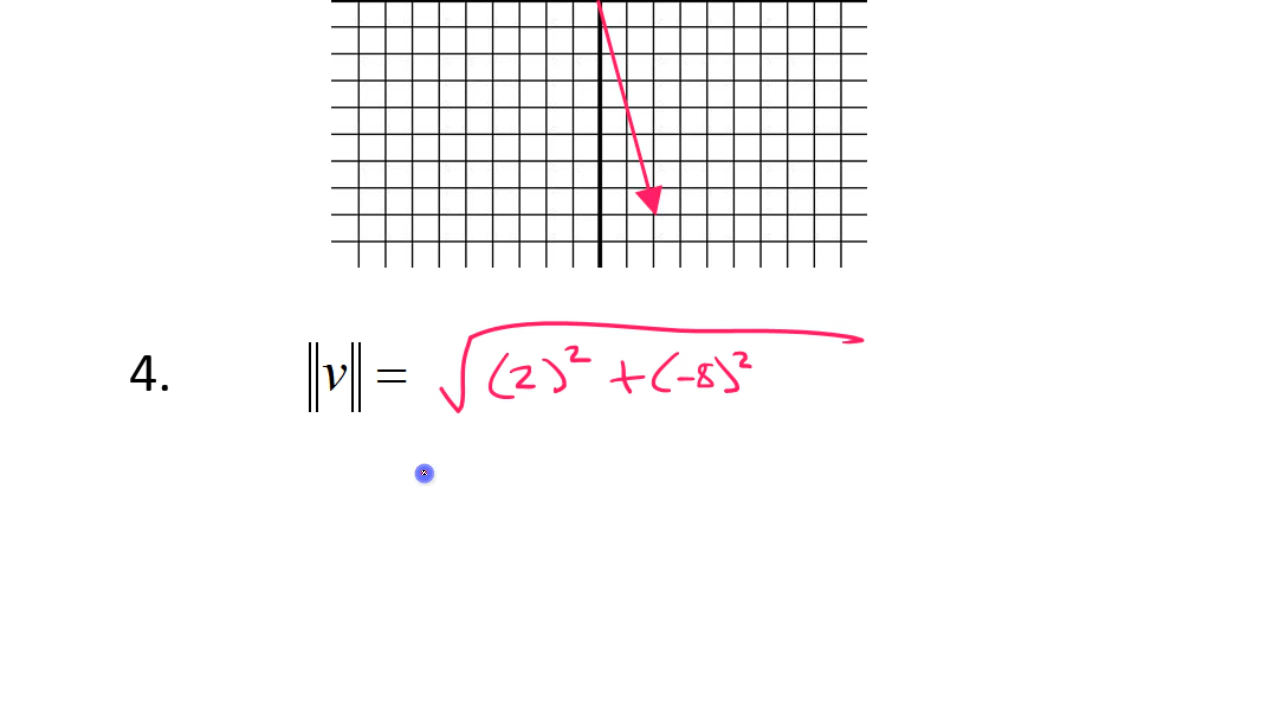 4. ‖v‖ = √((2)² + (-8)²)